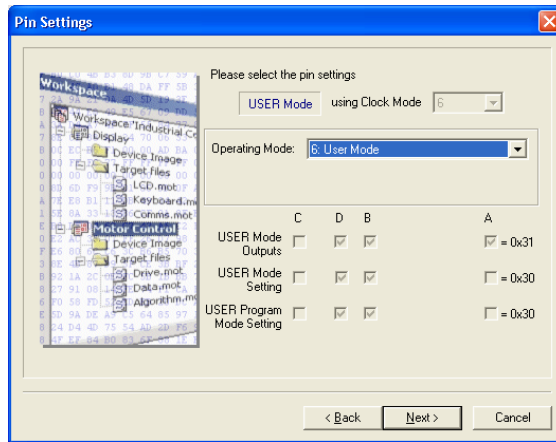 Pin Settings
Please select the pin settings
USER Mode using Clock Mode 6
Operating Mode: 6: User Mode
C D B A
USER Mode Outputs = 0x31
USER Mode Setting = 0x30
USER Program Mode Setting = 0x30
Workspace
Workspace "Industrial Co
Display
Device Image
Target files
LCD.mot
Keyboard.m
Comms.mot
Motor Control
Device Image
Target files
Drive.mot
Data.mot
Algorithm.m
< Back Next > Cancel